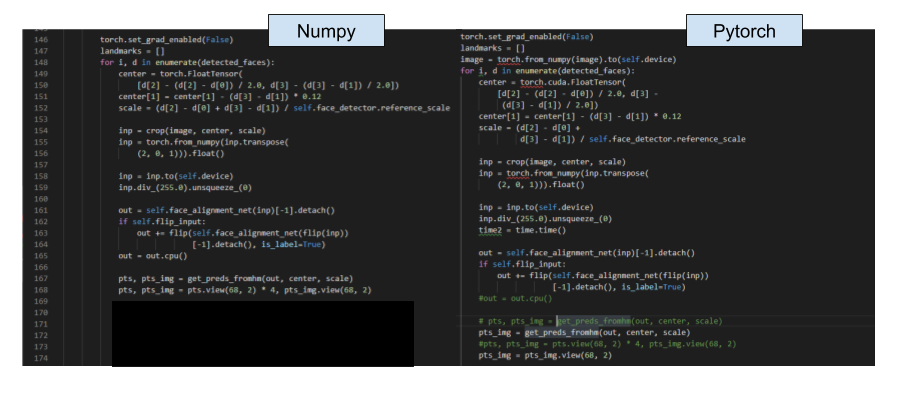 Numpy
146 torch.set_grad_enabled(False)
147 landmarks = []
148 for i, d in enumerate(detected_faces):
149 center = torch.FloatTensor(
150 [d[2] - (d[2] - d[0]) / 2.0, d[3] - (d[3] - d[1]) / 2.0])
151 center[1] = center[1] - (d[3] - d[1]) * 0.12
152 scale = (d[2] - d[0] + d[3] - d[1]) / self.face_detector.reference_scale
153
154 inp = crop(image, center, scale)
155 inp = torch.from_numpy(inp.transpose(
156 (2, 0, 1))).float()
157
158 inp = inp.to(self.device)
159 inp.div_(255.0).unsqueeze_(0)
160
161 out = self.face_alignment_net(inp)[-1].detach()
162 if self.flip_input:
163 out += flip(self.face_alignment_net(flip(inp))
164 [-1].detach(), is_label=True)
165 out = out.cpu()
166
167 pts, pts_img = get_preds_fromhm(out, center, scale)
168 pts, pts_img = pts.view(68, 2) * 4, pts_img.view(68, 2)
169
170
171
172
173
174
Pytorch
torch.set_grad_enabled(False)
landmarks = []
image = torch.from_numpy(image).to(self.device)
for i, d in enumerate(detected_faces):
center = torch.cuda.FloatTensor(
[d[2] - (d[2] - d[0]) / 2.0, d[3] -
(d[3] - d[1]) / 2.0])
center[1] = center[1] - (d[3] - d[1]) * 0.12
scale = (d[2] - d[0] +
d[3] - d[1]) / self.face_detector.reference_scale
inp = crop(image, center, scale)
inp = torch.from_numpy(inp.transpose(
(2, 0, 1))).float()
inp = inp.to(self.device)
inp.div_(255.0).unsqueeze_(0)
time2 = time.time()
out = self.face_alignment_net(inp)[-1].detach()
if self.flip_input:
out += flip(self.face_alignment_net(flip(inp))
[-1].detach(), is_label=True)
#out = out.cpu()
# pts, pts_img = get_preds_fromhm(out, center, scale)
pts_img = get_preds_fromhm(out, center, scale)
#pts, pts_img = pts.view(68, 2) * 4, pts_img.view(68, 2)
pts_img = pts_img.view(68, 2)